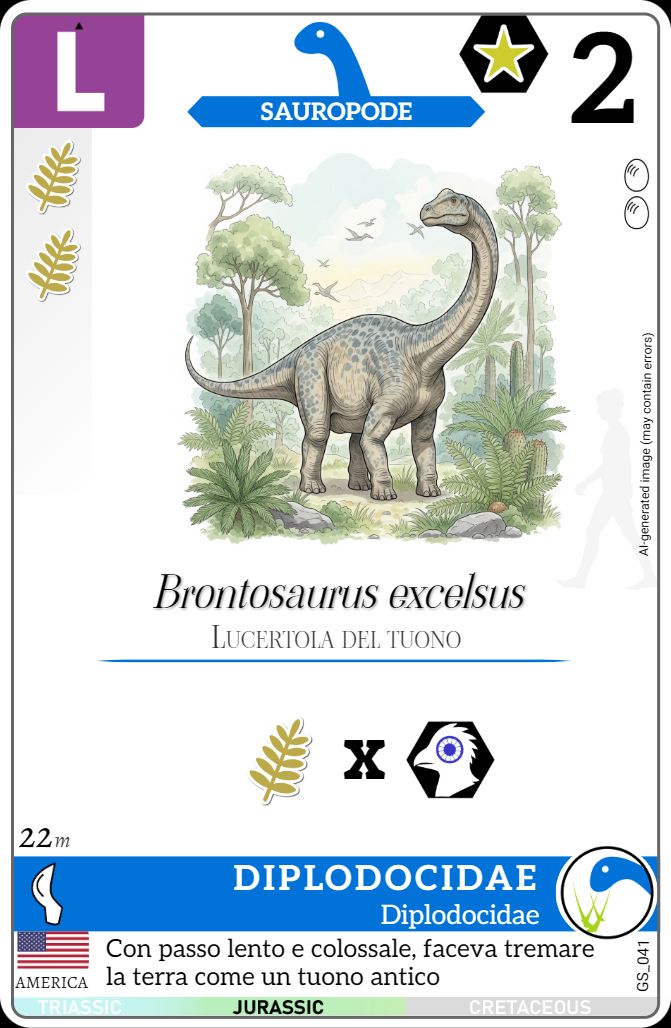 L
SAUROPODE
2
AI-generated image (may contain errors)
Brontosaurus excelsus
LUCERTOLA DEL TUONO
X
22 m
DIPLODOCIDAE
Diplodocidae
AMERICA
Con passo lento e colossale, faceva tremare
la terra come un tuono antico
GS_041
TRIASSIC
JURASSIC
CRETACEOUS